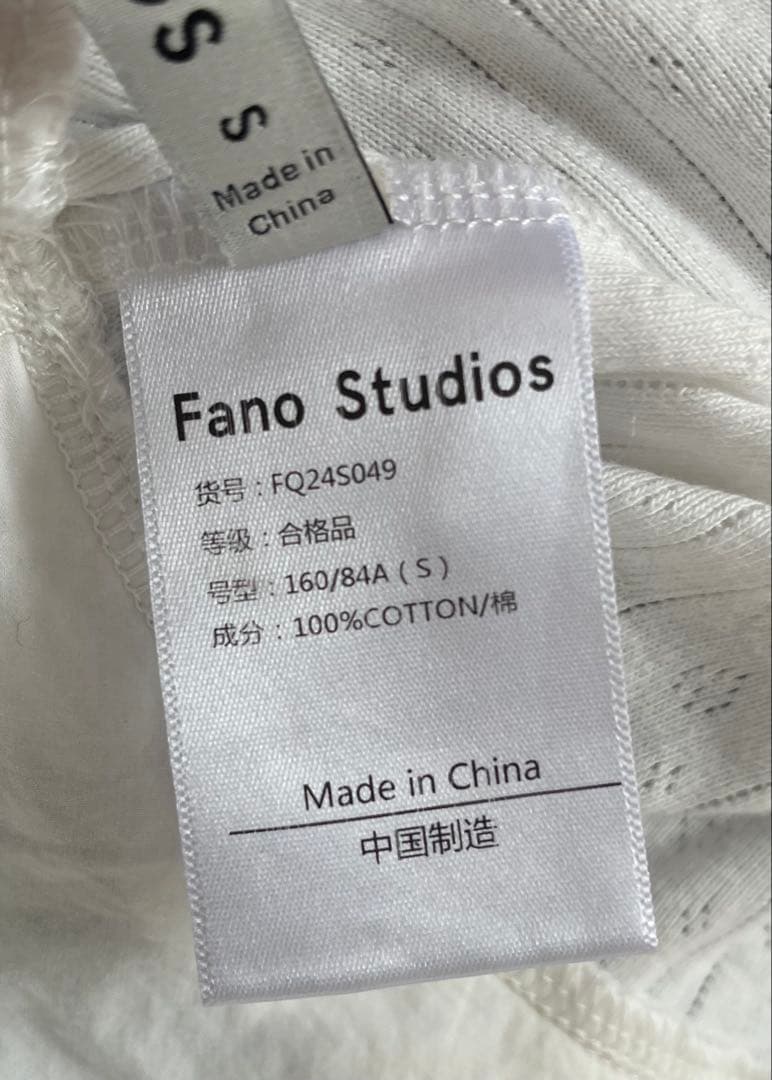 S
Made in
China
Fano Studios
货号：FQ24S049
等级：合格品
号型：160/84A（S）
成分：100%COTTON/棉
Made in China
中国制造